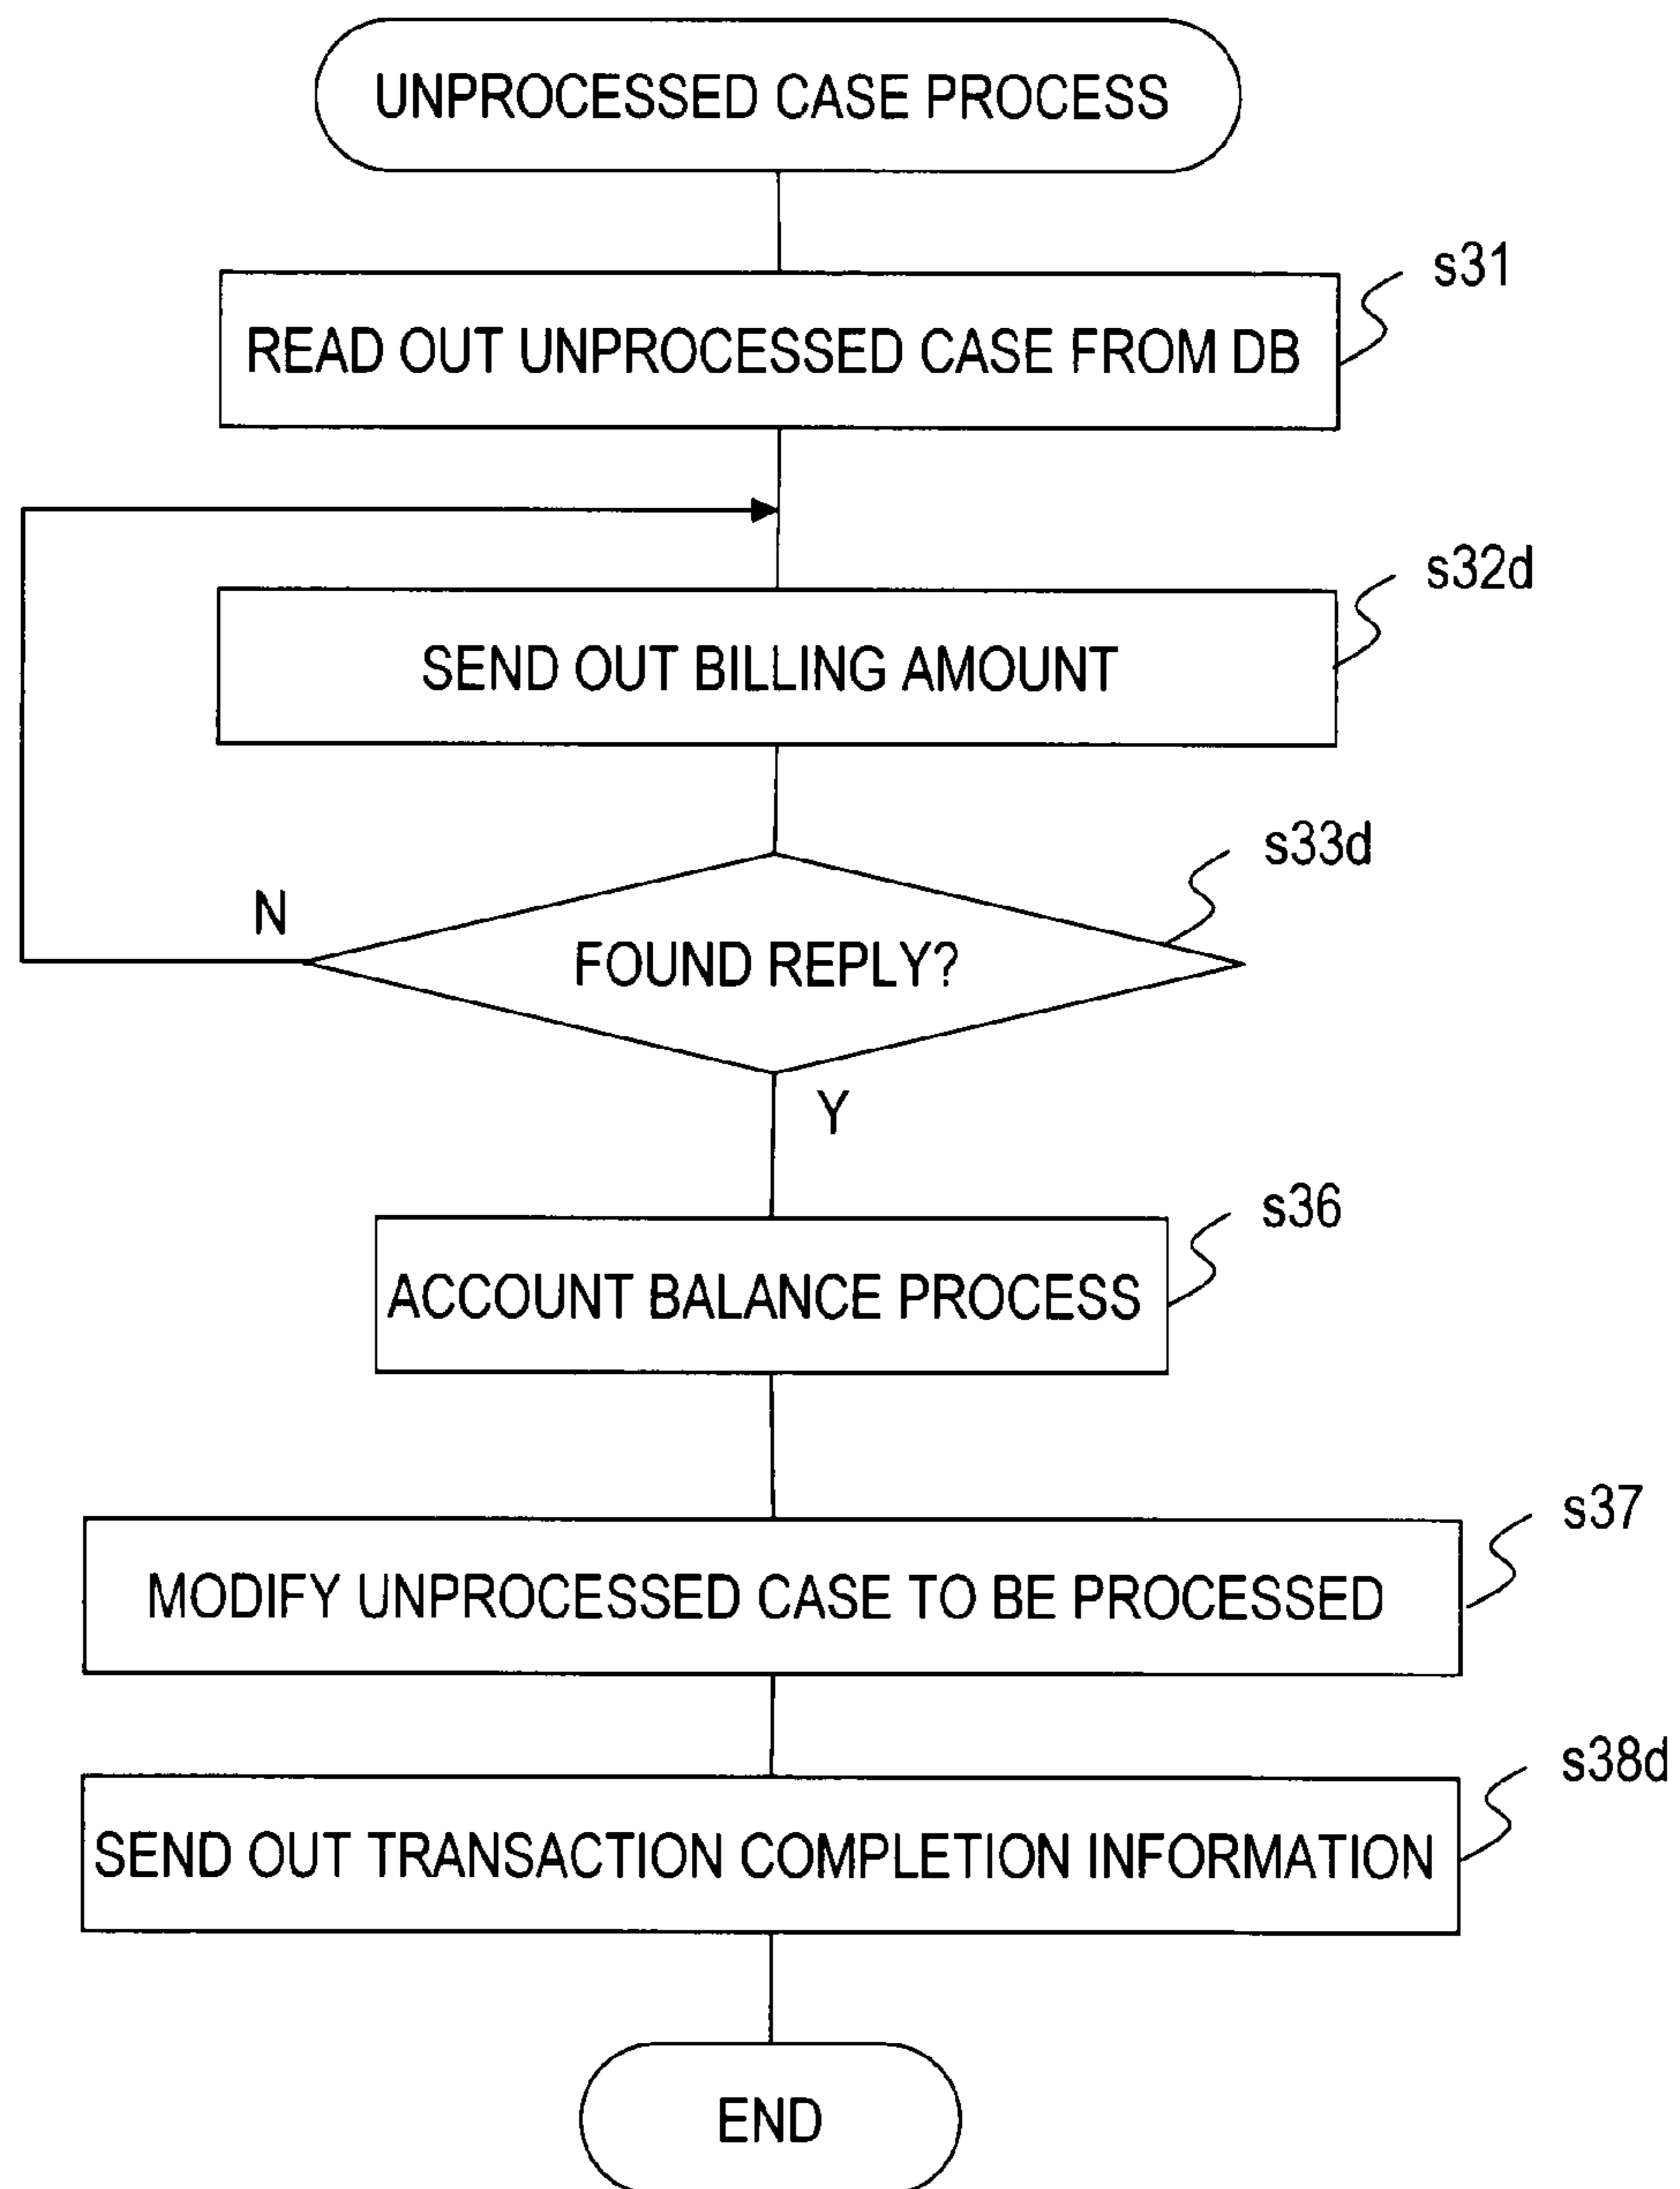 UNPROCESSED CASE PROCESS
s31
READ OUT UNPROCESSED CASE FROM DB
s32d
SEND OUT BILLING AMOUNT
s33d
N
FOUND REPLY?
Y
s36
ACCOUNT BALANCE PROCESS
s37
MODIFY UNPROCESSED CASE TO BE PROCESSED
s38d
SEND OUT TRANSACTION COMPLETION INFORMATION
END